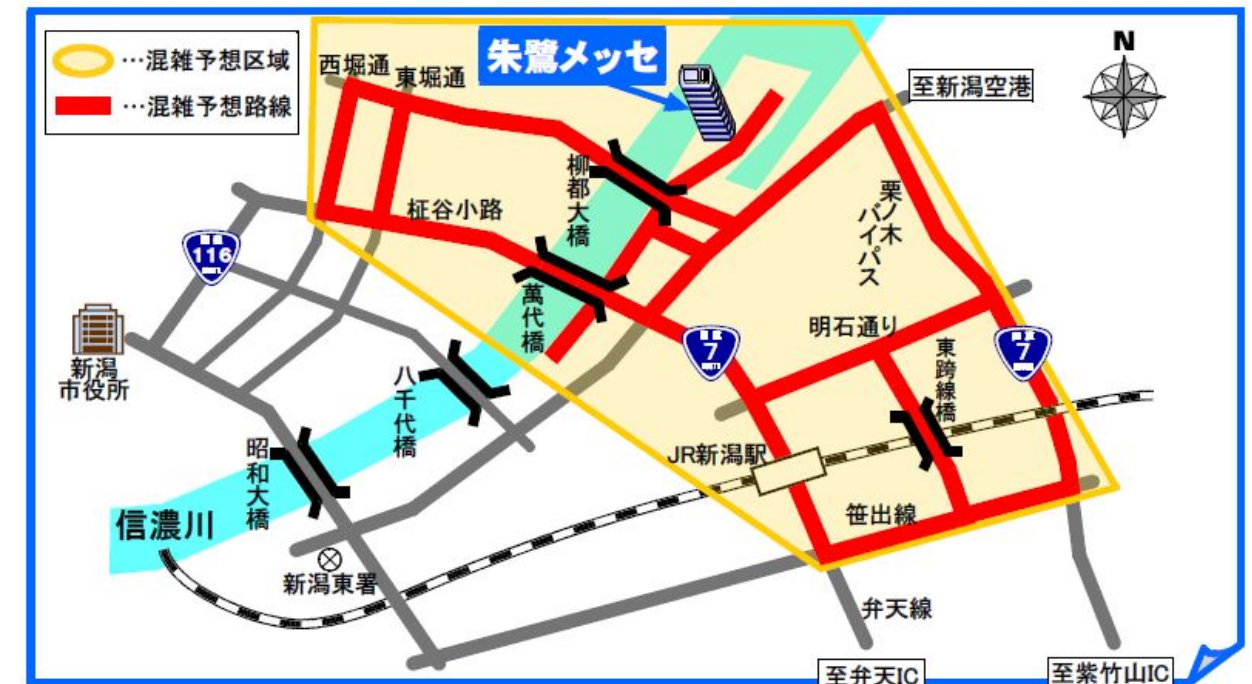 …混雑予想区域
…混雑予想路線
西堀通
東堀通
朱鷺メッセ
N
至新潟空港
柳都大橋
栗ノ木
バイパス
柾谷小路
116
萬代橋
7
明石通り
7
東跨線橋
新潟
市役所
八千代橋
昭和大橋
JR新潟駅
笹出線
信濃川
新潟東署
弁天線
至弁天IC
至紫竹山IC